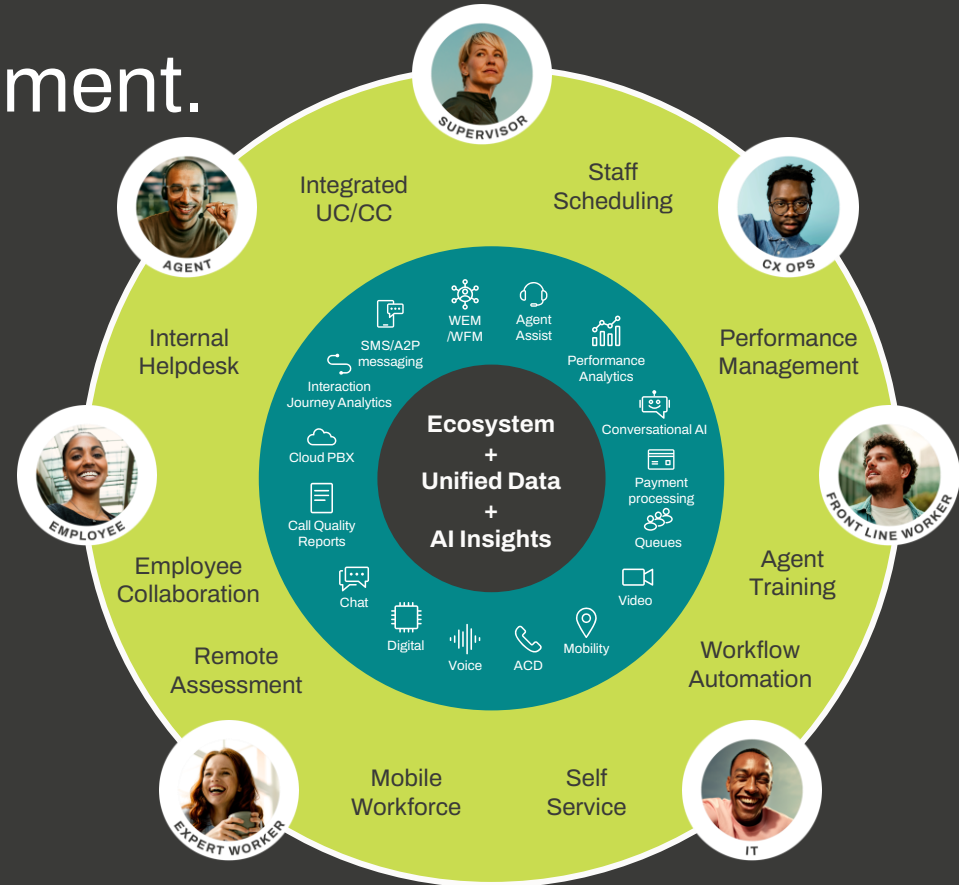 ment.
SUPERVISOR
AGENT
Integrated
UC/CC
Staff
Scheduling
CX OPS
Internal
Helpdesk
Performance
Management
SMS/A2P
messaging
WEM
/WFM
Agent
Assist
Performance
Analytics
Interaction
Journey Analytics
Conversational AI
Cloud PBX
Payment
processing
Call Quality
Reports
Queues
Chat
Video
Digital
Voice
ACD
Mobility
Ecosystem
+
Unified Data
+
AI Insights
EMPLOYEE
FRONT LINE WORKER
Employee
Collaboration
Agent
Training
Remote
Assessment
Workflow
Automation
EXPERT WORKER
Mobile
Workforce
Self
Service
IT